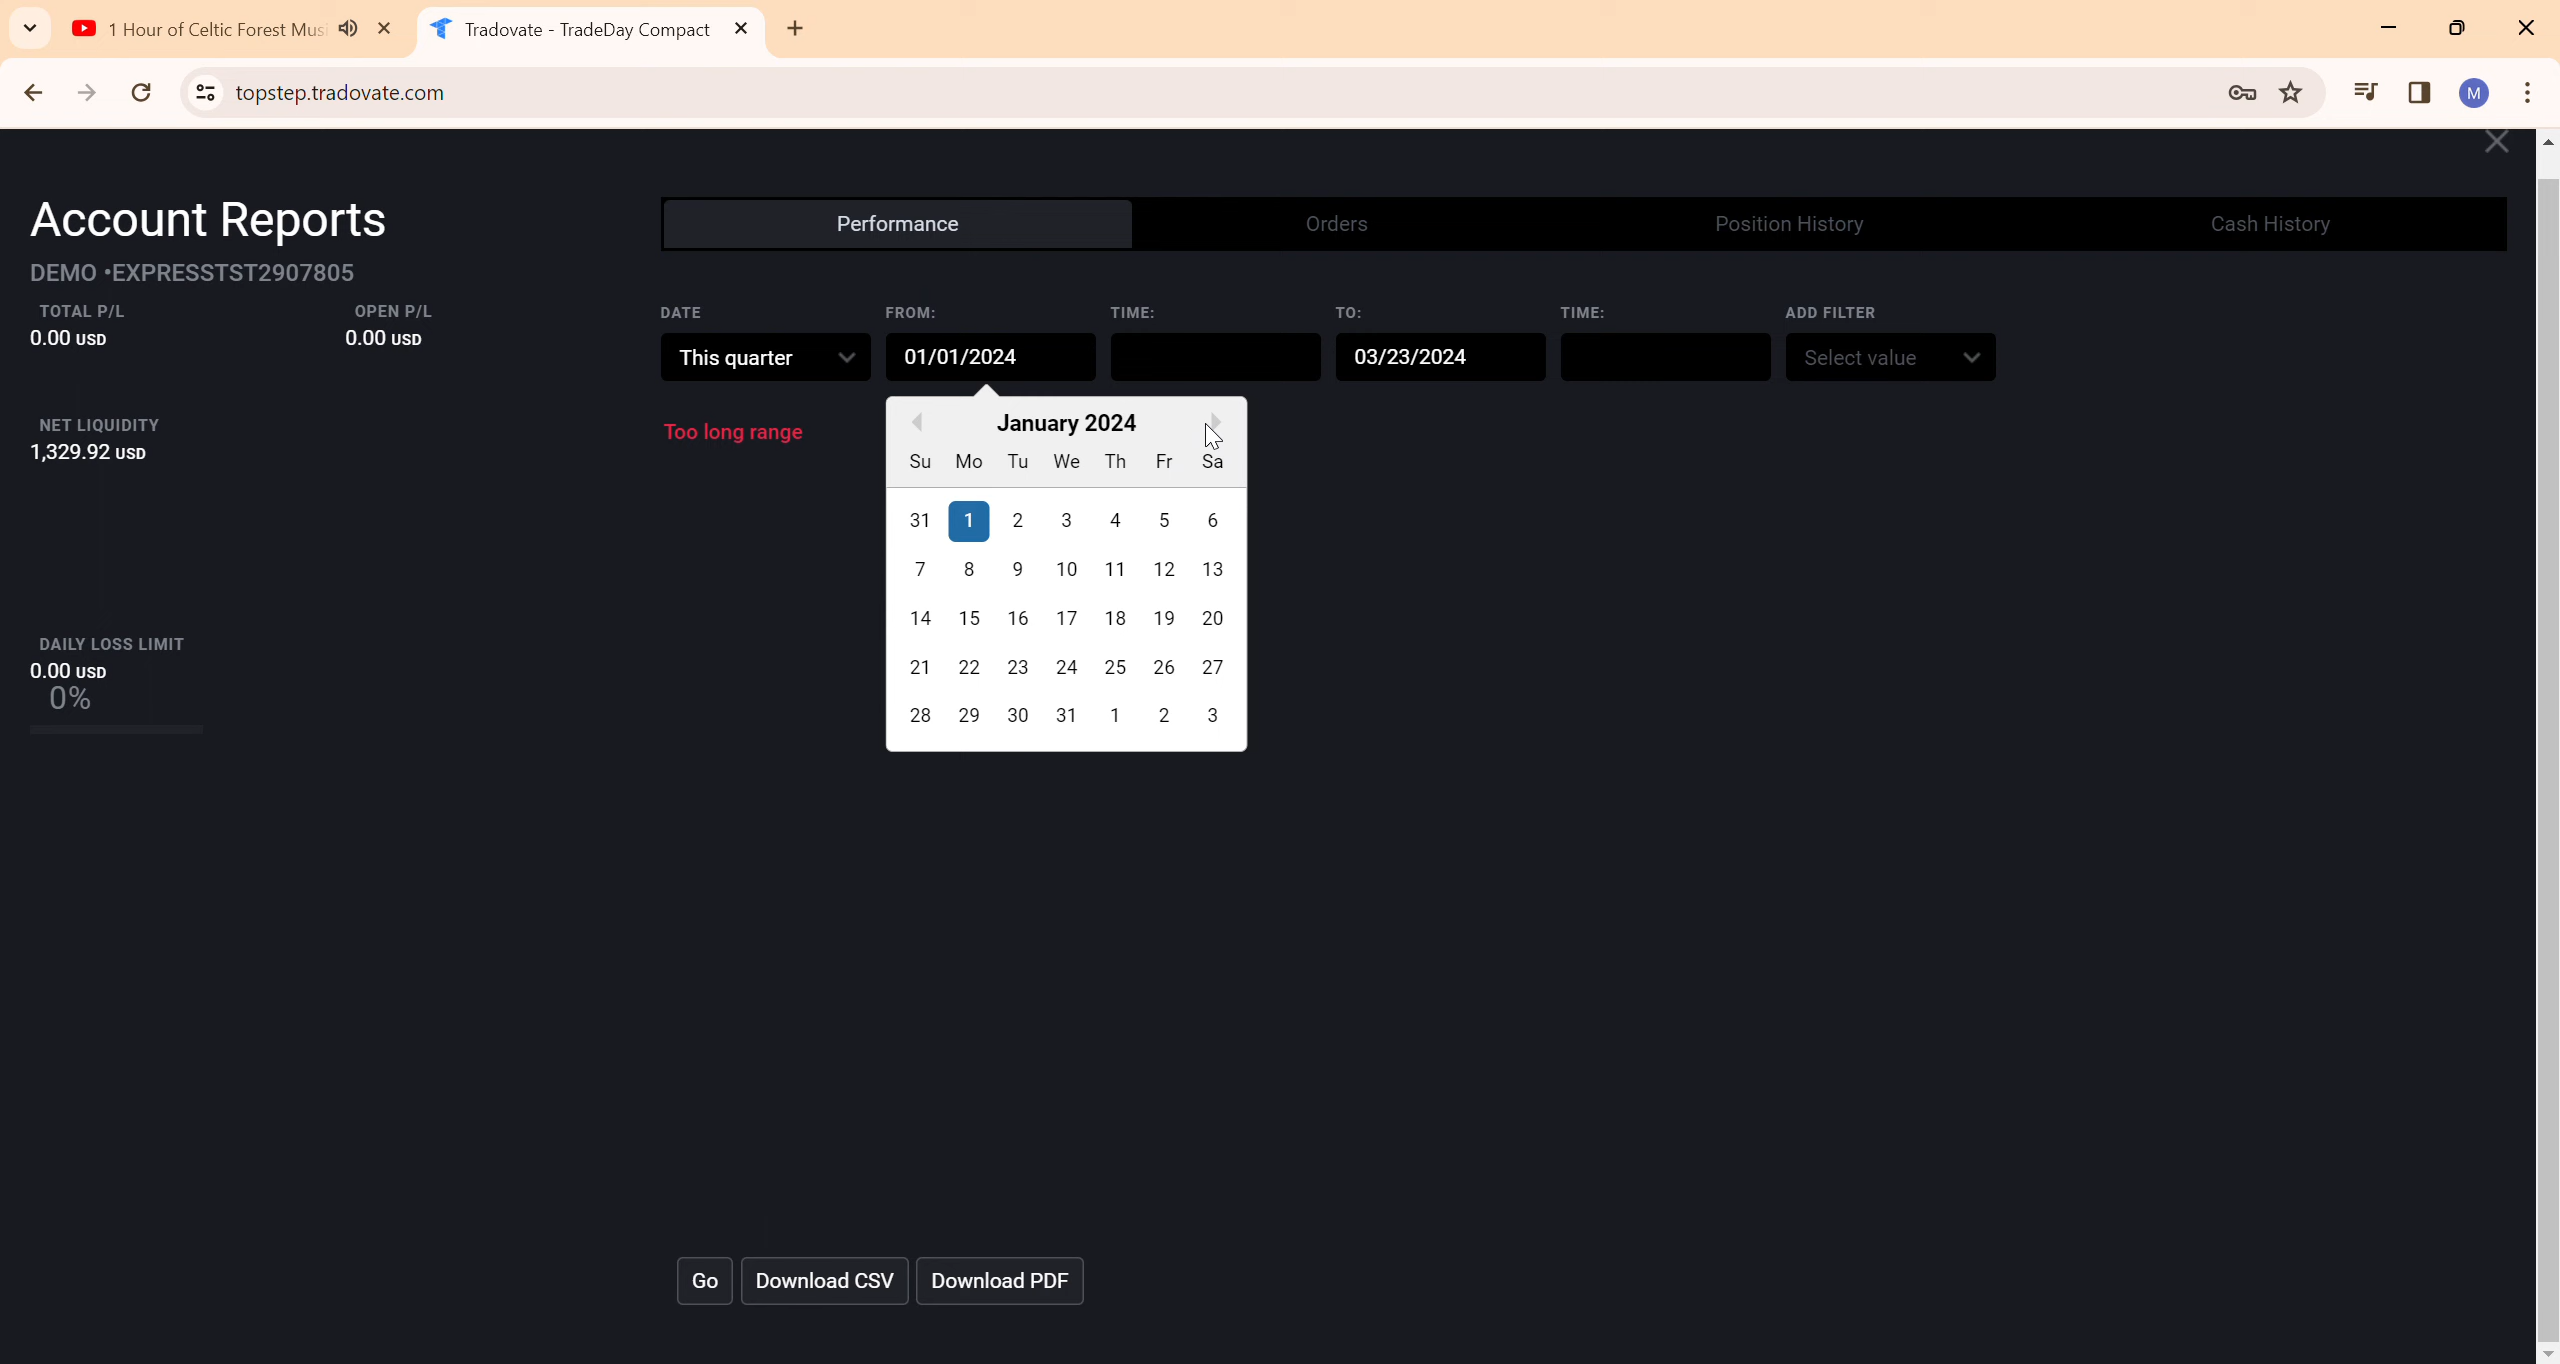 1 Hour of Celtic Forest Musi
Tradovate - TradeDay Compact
topstep.tradovate.com
M
Account Reports
DEMO •EXPRESSTST2907805
TOTAL P/L
OPEN P/L
0.00 USD
0.00 USD
NET LIQUIDITY
1,329.92 USD
DAILY LOSS LIMIT
0.00 USD
0%
Performance
Orders
Position History
Cash History
DATE
FROM:
TIME:
TO:
TIME:
ADD FILTER
This quarter
01/01/2024
03/23/2024
Select value
Too long range
January 2024
Su Mo Tu We Th Fr Sa
31 1 2 3 4 5 6
7 8 9 10 11 12 13
14 15 16 17 18 19 20
21 22 23 24 25 26 27
28 29 30 31 1 2 3
Go
Download CSV
Download PDF